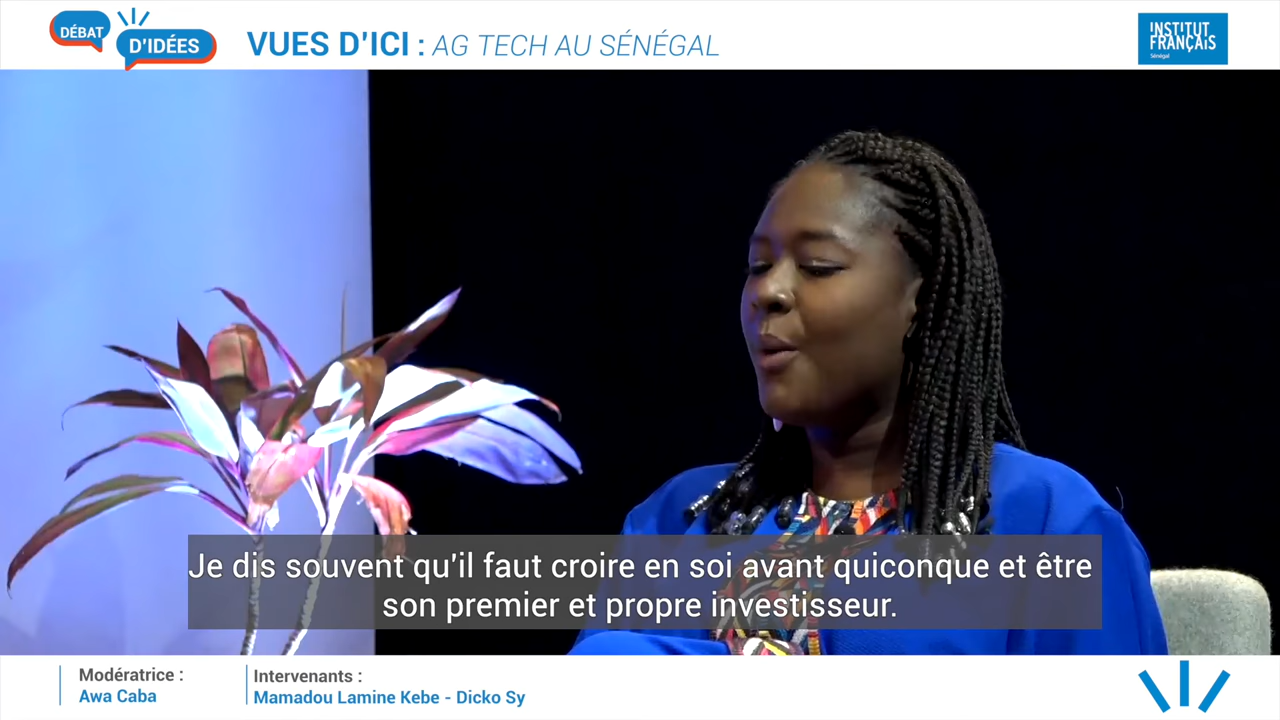 DÉBAT
D'IDÉES
VUES D'ICI : AG TECH AU SÉNÉGAL
INSTITUT
FRANÇAIS
Sénégal
Je dis souvent qu'il faut croire en soi avant quiconque et être
son premier et propre investisseur.
Modératrice :
Awa Caba
Intervenants :
Mamadou Lamine Kebe - Dicko Sy